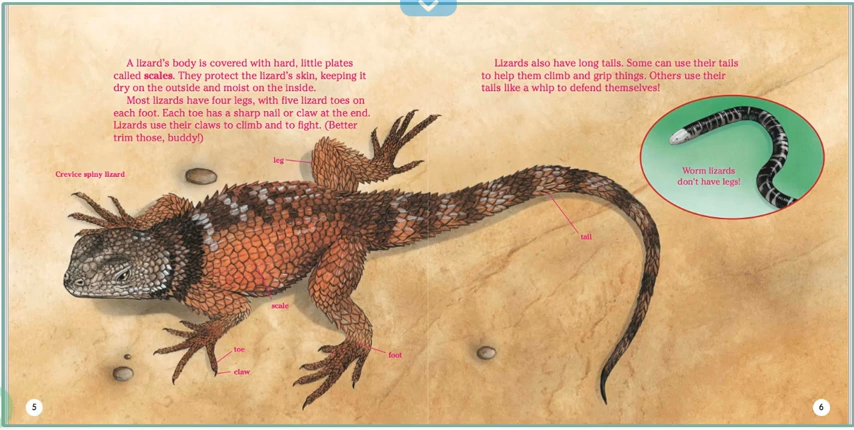 A lizard's body is covered with hard, little plates
called scales. They protect the lizard's skin, keeping it
dry on the outside and moist on the inside.
Most lizards have four legs, with five lizard toes on
each foot. Each toe has a sharp nail or claw at the end.
Lizards use their claws to climb and to fight. (Better
trim those, buddy!)
Crevice spiny lizard
leg
scale
toe
claw
foot
5
Lizards also have long tails. Some can use their tails
to help them climb and grip things. Others use their
tails like a whip to defend themselves!
Worm lizards
don't have legs!
tail
6